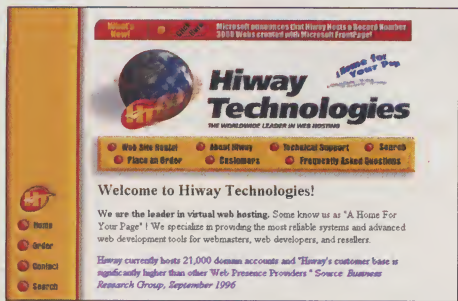 What's New!
Microsoft announces that Hiway Hosts a Record Number
3000 Webs created with Microsoft FrontPage!
Hiway
Technologies
THE WORLDWIDE LEADER IN WEB HOSTING
"Home for
Your Page
Web Site Rental About Hiway Technical Support Search
Place an Order Customers Frequently Asked Questions
Welcome to Hiway Technologies!
We are the leader in virtual web hosting. Some know us as "A Home For
Your Page" ! We specialize in providing the most reliable systems and advanced
web development tools for webmasters, web developers, and resellers.
Hiway currently hosts 21,000 domain accounts and "Hiway's customer base is
significantly higher than other Web Presence Providers " Source: Business
Research Group, September 1996
Home
Order
Contact
Search